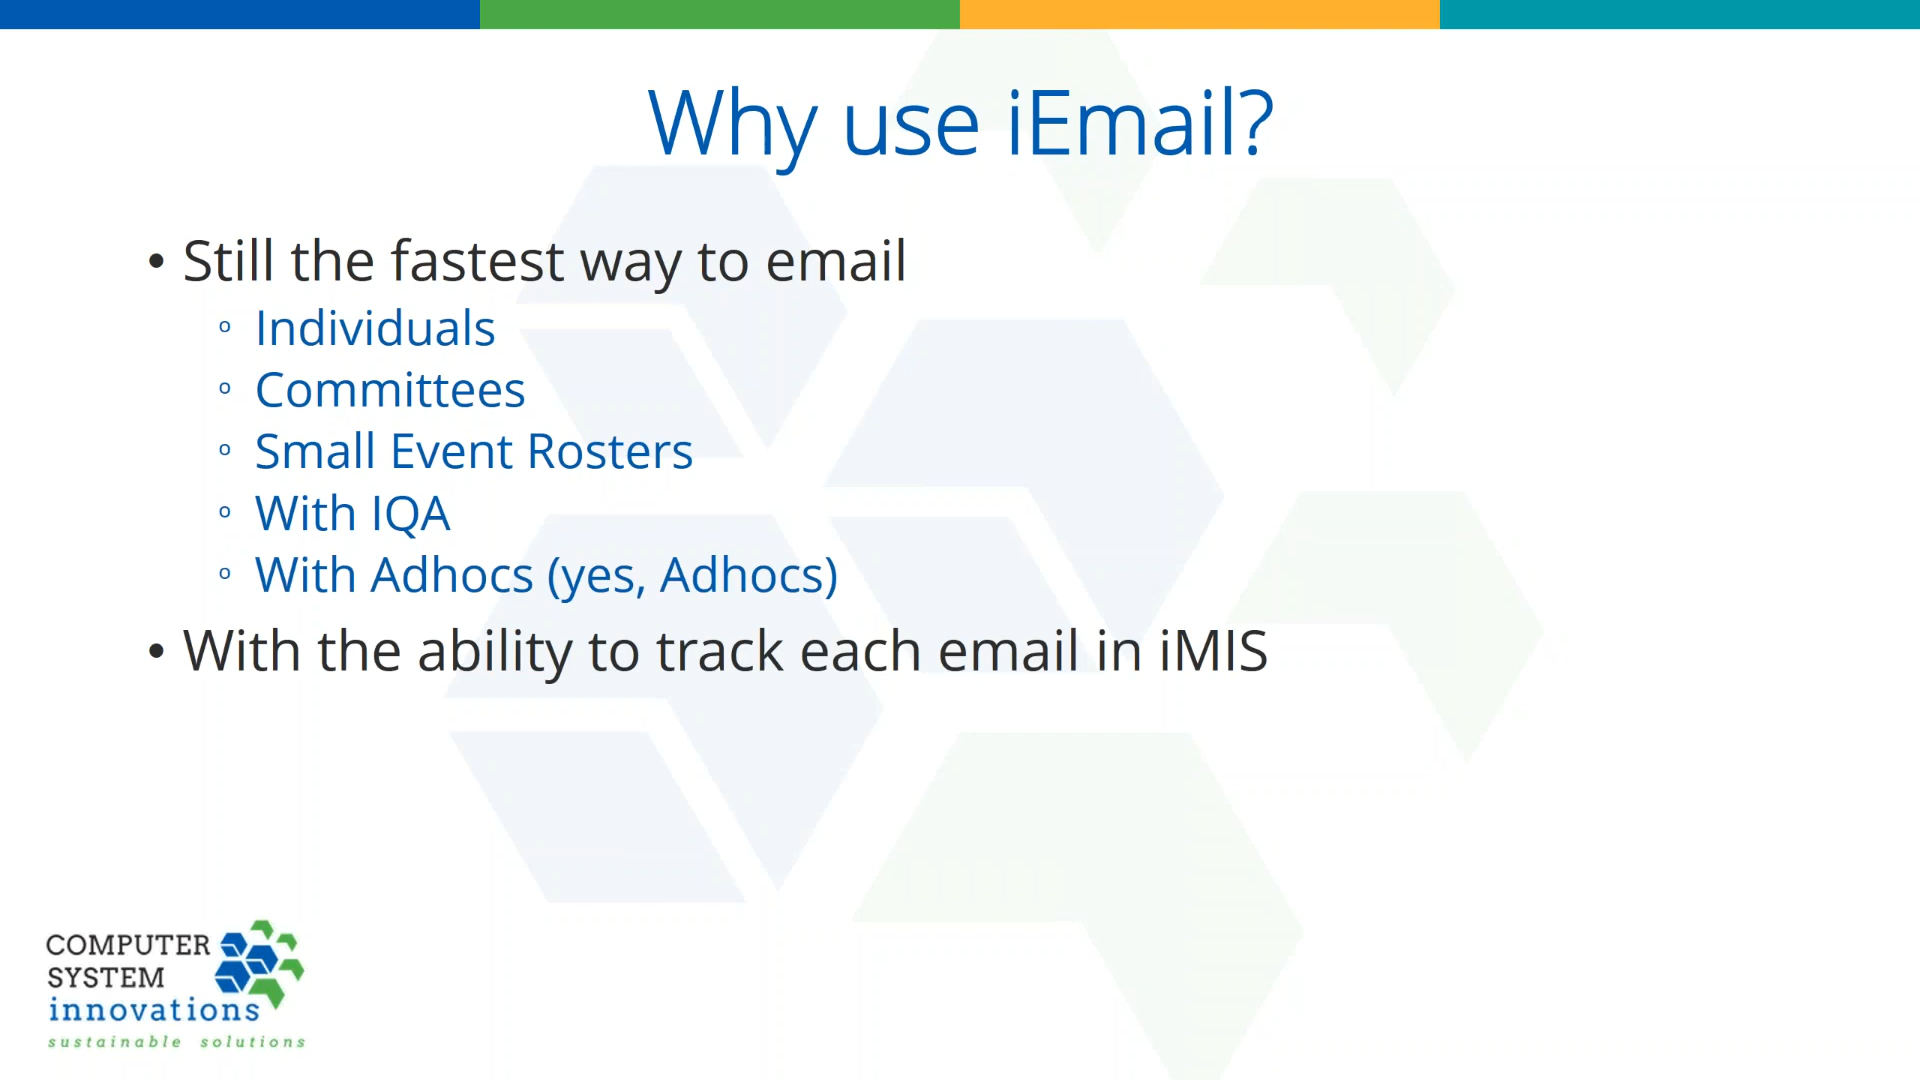 Why use iEmail?
• Still the fastest way to email
o Individuals
o Committees
o Small Event Rosters
o With IQA
o With Adhocs (yes, Adhocs)
• With the ability to track each email in iMIS
COMPUTER
SYSTEM
innovations
sustainable solutions